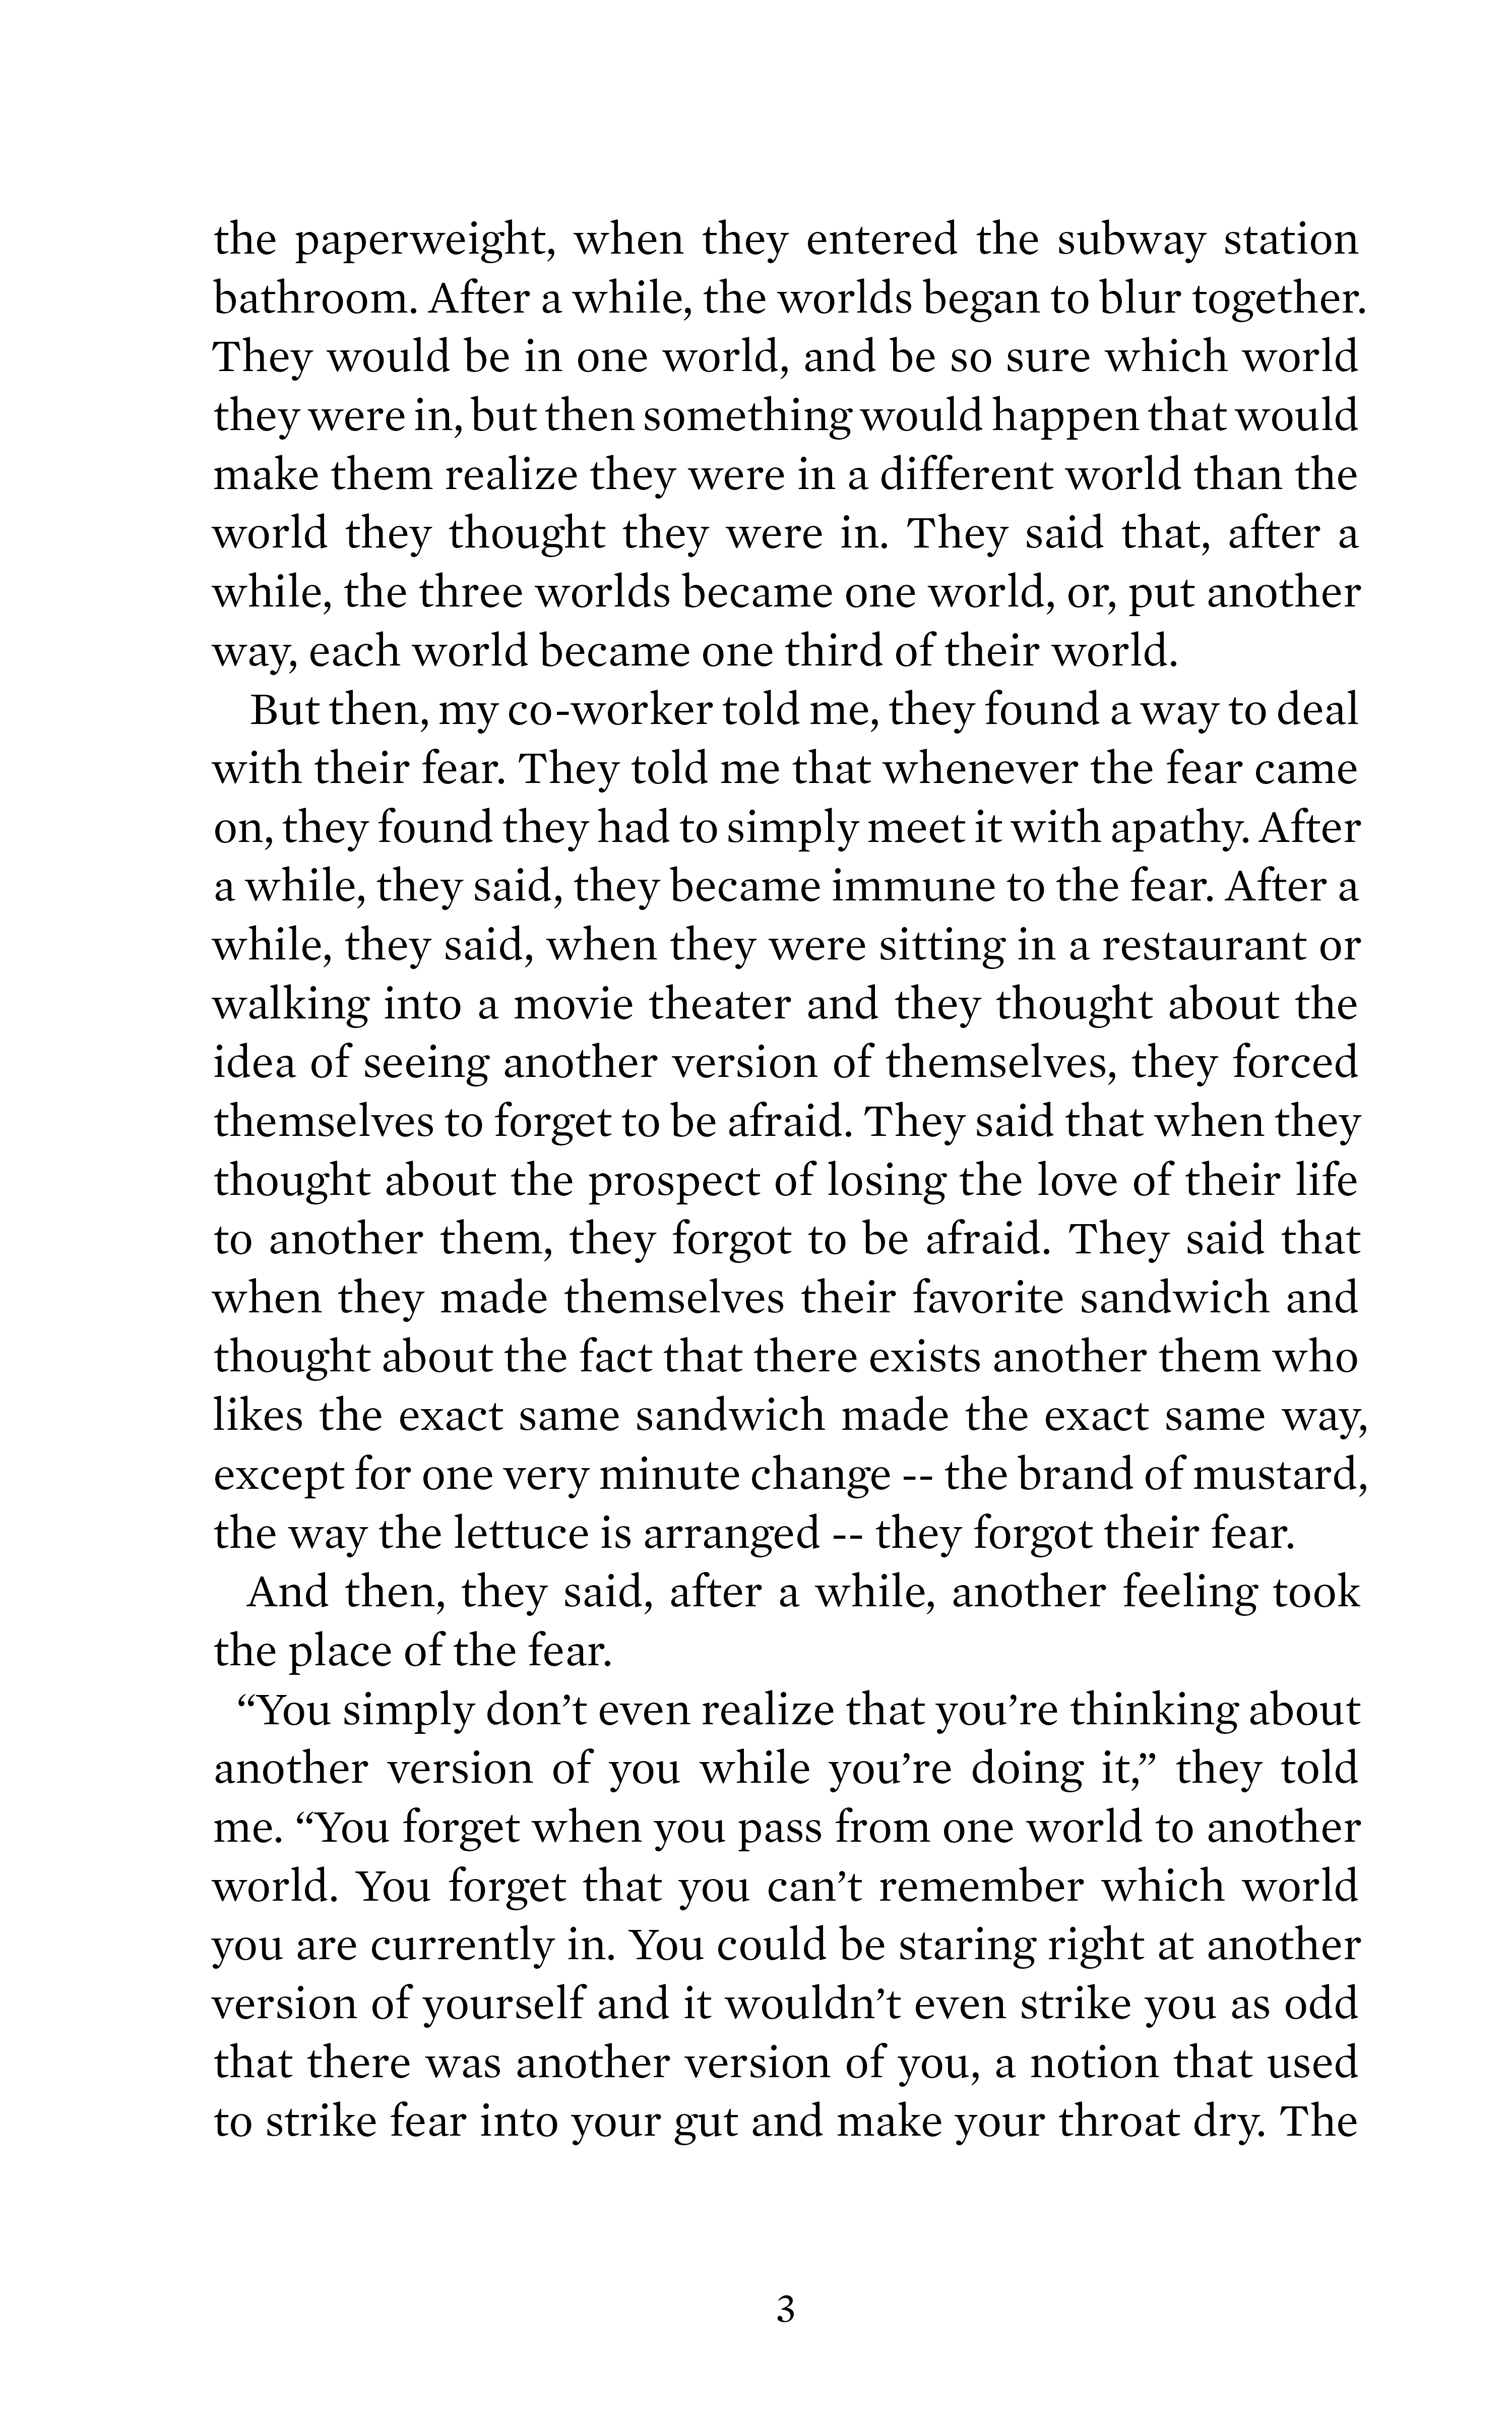 the paperweight, when they entered the subway station
bathroom. After a while, the worlds began to blur together.
They would be in one world, and be so sure which world
they were in, but then something would happen that would
make them realize they were in a different world than the
world they thought they were in. They said that, after a
while, the three worlds became one world, or, put another
way, each world became one third of their world.
But then, my co-worker told me, they found a way to deal
with their fear. They told me that whenever the fear came
on, they found they had to simply meet it with apathy. After
a while, they said, they became immune to the fear. After a
while, they said, when they were sitting in a restaurant or
walking into a movie theater and they thought about the
idea of seeing another version of themselves, they forced
themselves to forget to be afraid. They said that when they
thought about the prospect of losing the love of their life
to another them, they forgot to be afraid. They said that
when they made themselves their favorite sandwich and
thought about the fact that there exists another them who
likes the exact same sandwich made the exact same way,
except for one very minute change -- the brand of mustard,
the way the lettuce is arranged -- they forgot their fear.
And then, they said, after a while, another feeling took
the place of the fear.
“You simply don’t even realize that you’re thinking about
another version of you while you’re doing it,” they told
me. “You forget when you pass from one world to another
world. You forget that you can’t remember which world
you are currently in. You could be staring right at another
version of yourself and it wouldn’t even strike you as odd
that there was another version of you, a notion that used
to strike fear into your gut and make your throat dry. The
3